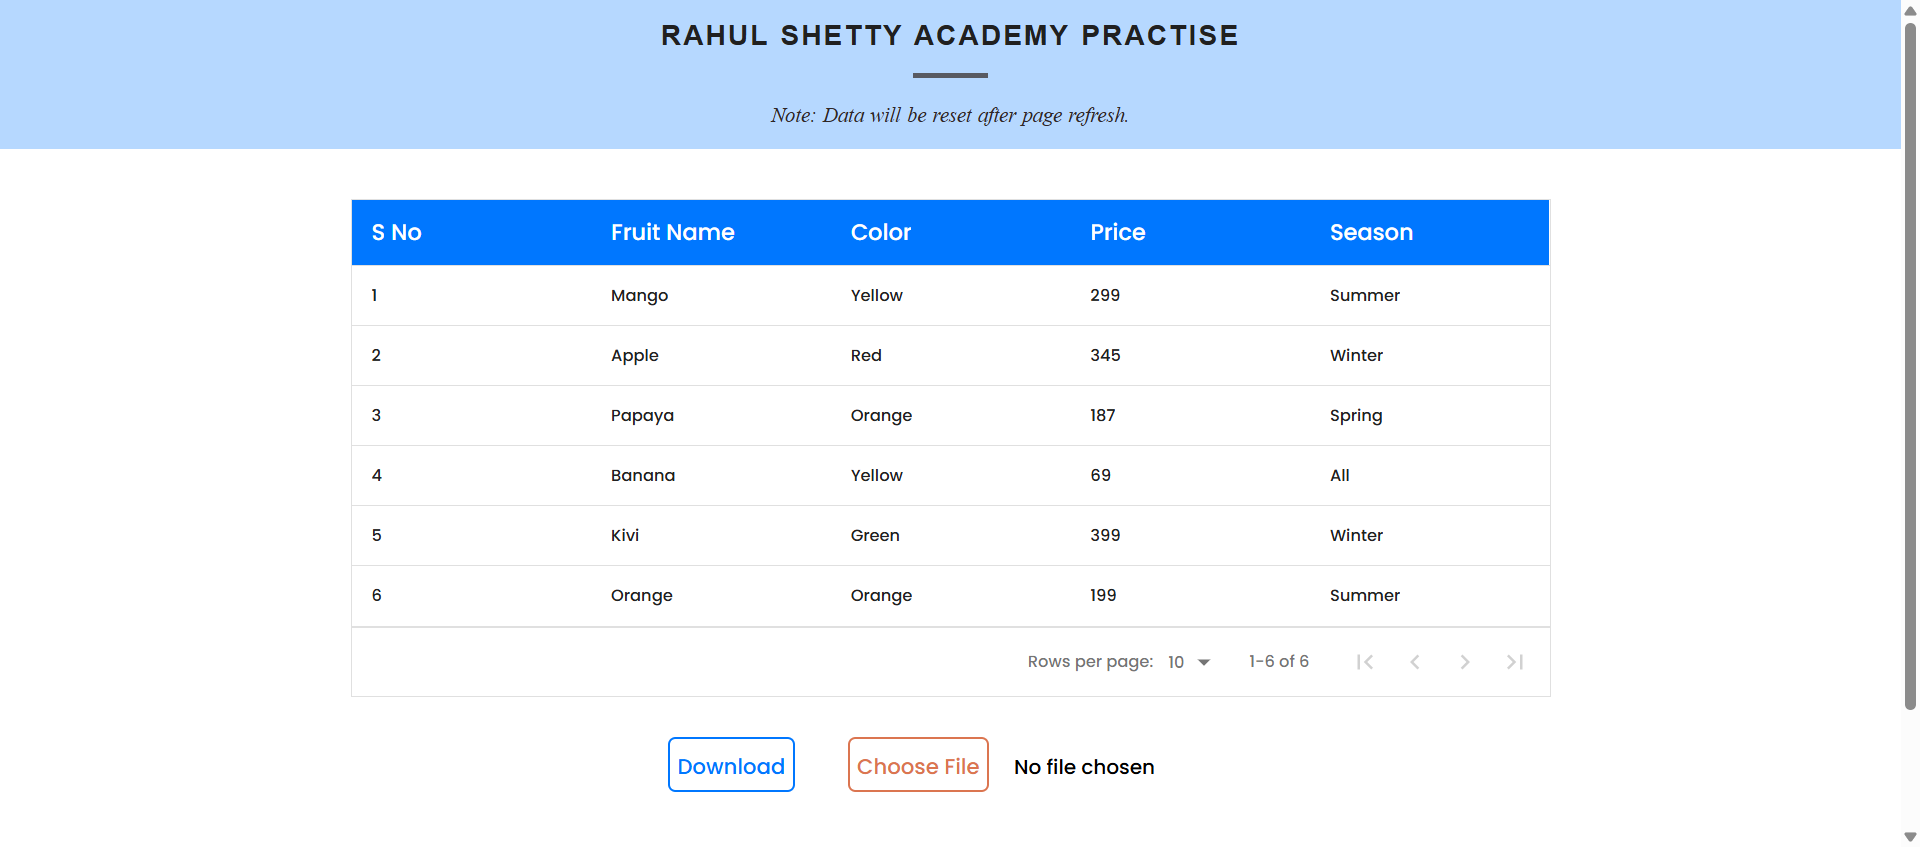 RAHUL SHETTY ACADEMY PRACTISE
Note: Data will be reset after page refresh.
S No Fruit Name Color Price Season
1 Mango Yellow 299 Summer
2 Apple Red 345 Winter
3 Papaya Orange 187 Spring
4 Banana Yellow 69 All
5 Kivi Green 399 Winter
6 Orange Orange 199 Summer
Rows per page: 10 1-6 of 6
Download Choose File No file chosen